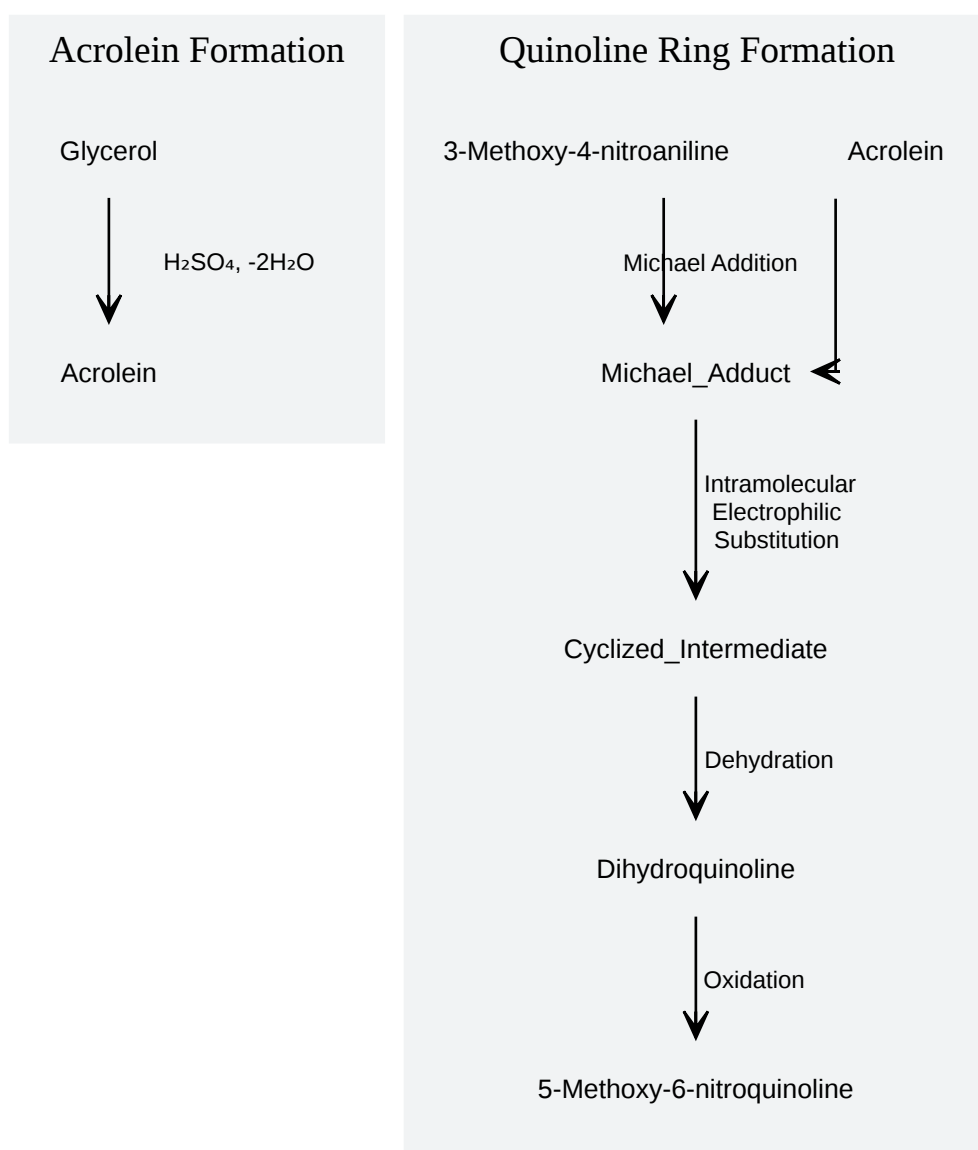 Acrolein Formation
Glycerol
H₂SO₄, -2H₂O
Acrolein
Quinoline Ring Formation
3-Methoxy-4-nitroaniline
Acrolein
Michael Addition
Michael_Adduct
Intramolecular
Electrophilic
Substitution
Cyclized_Intermediate
Dehydration
Dihydroquinoline
Oxidation
5-Methoxy-6-nitroquinoline